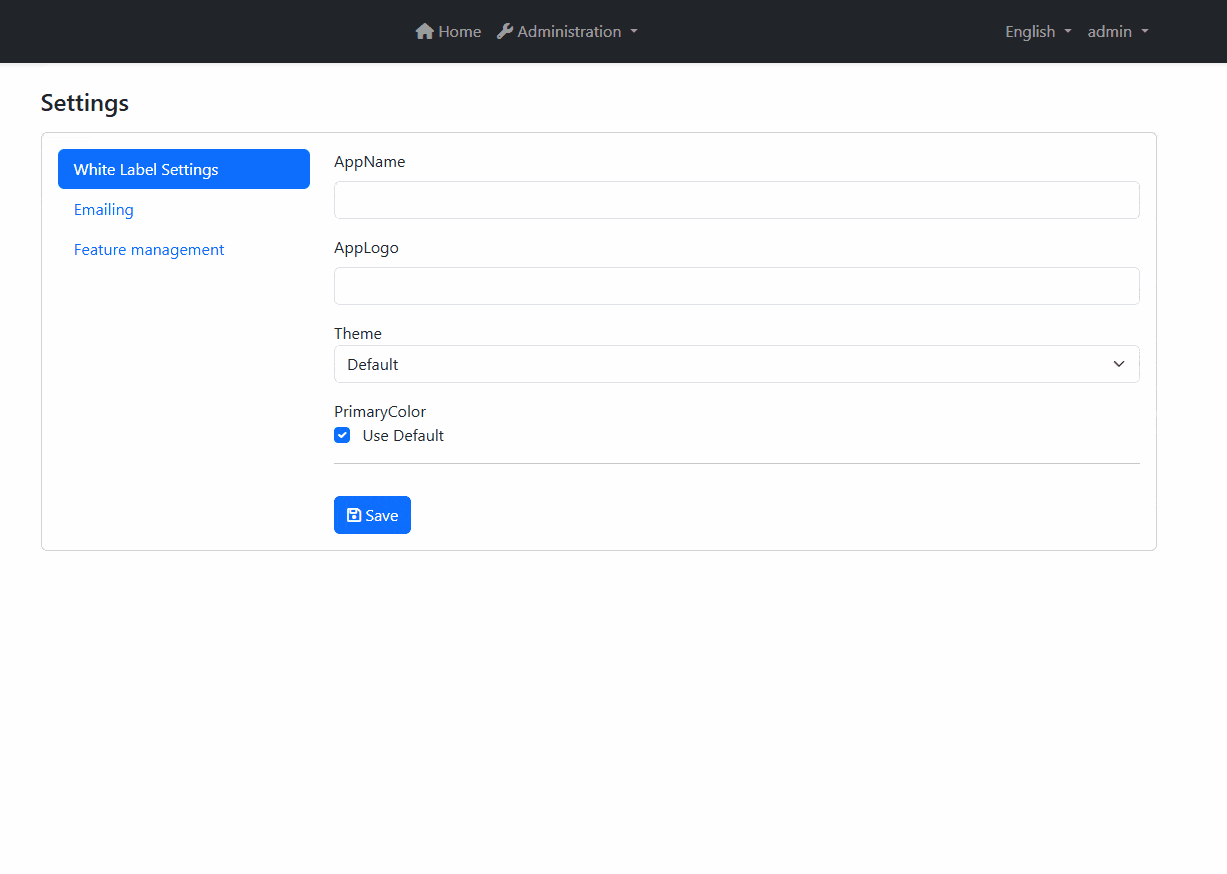 Home Administration English admin
Settings
White Label Settings
Emailing
Feature management
AppName
AppLogo
Theme
Default
PrimaryColor
Use Default
Save